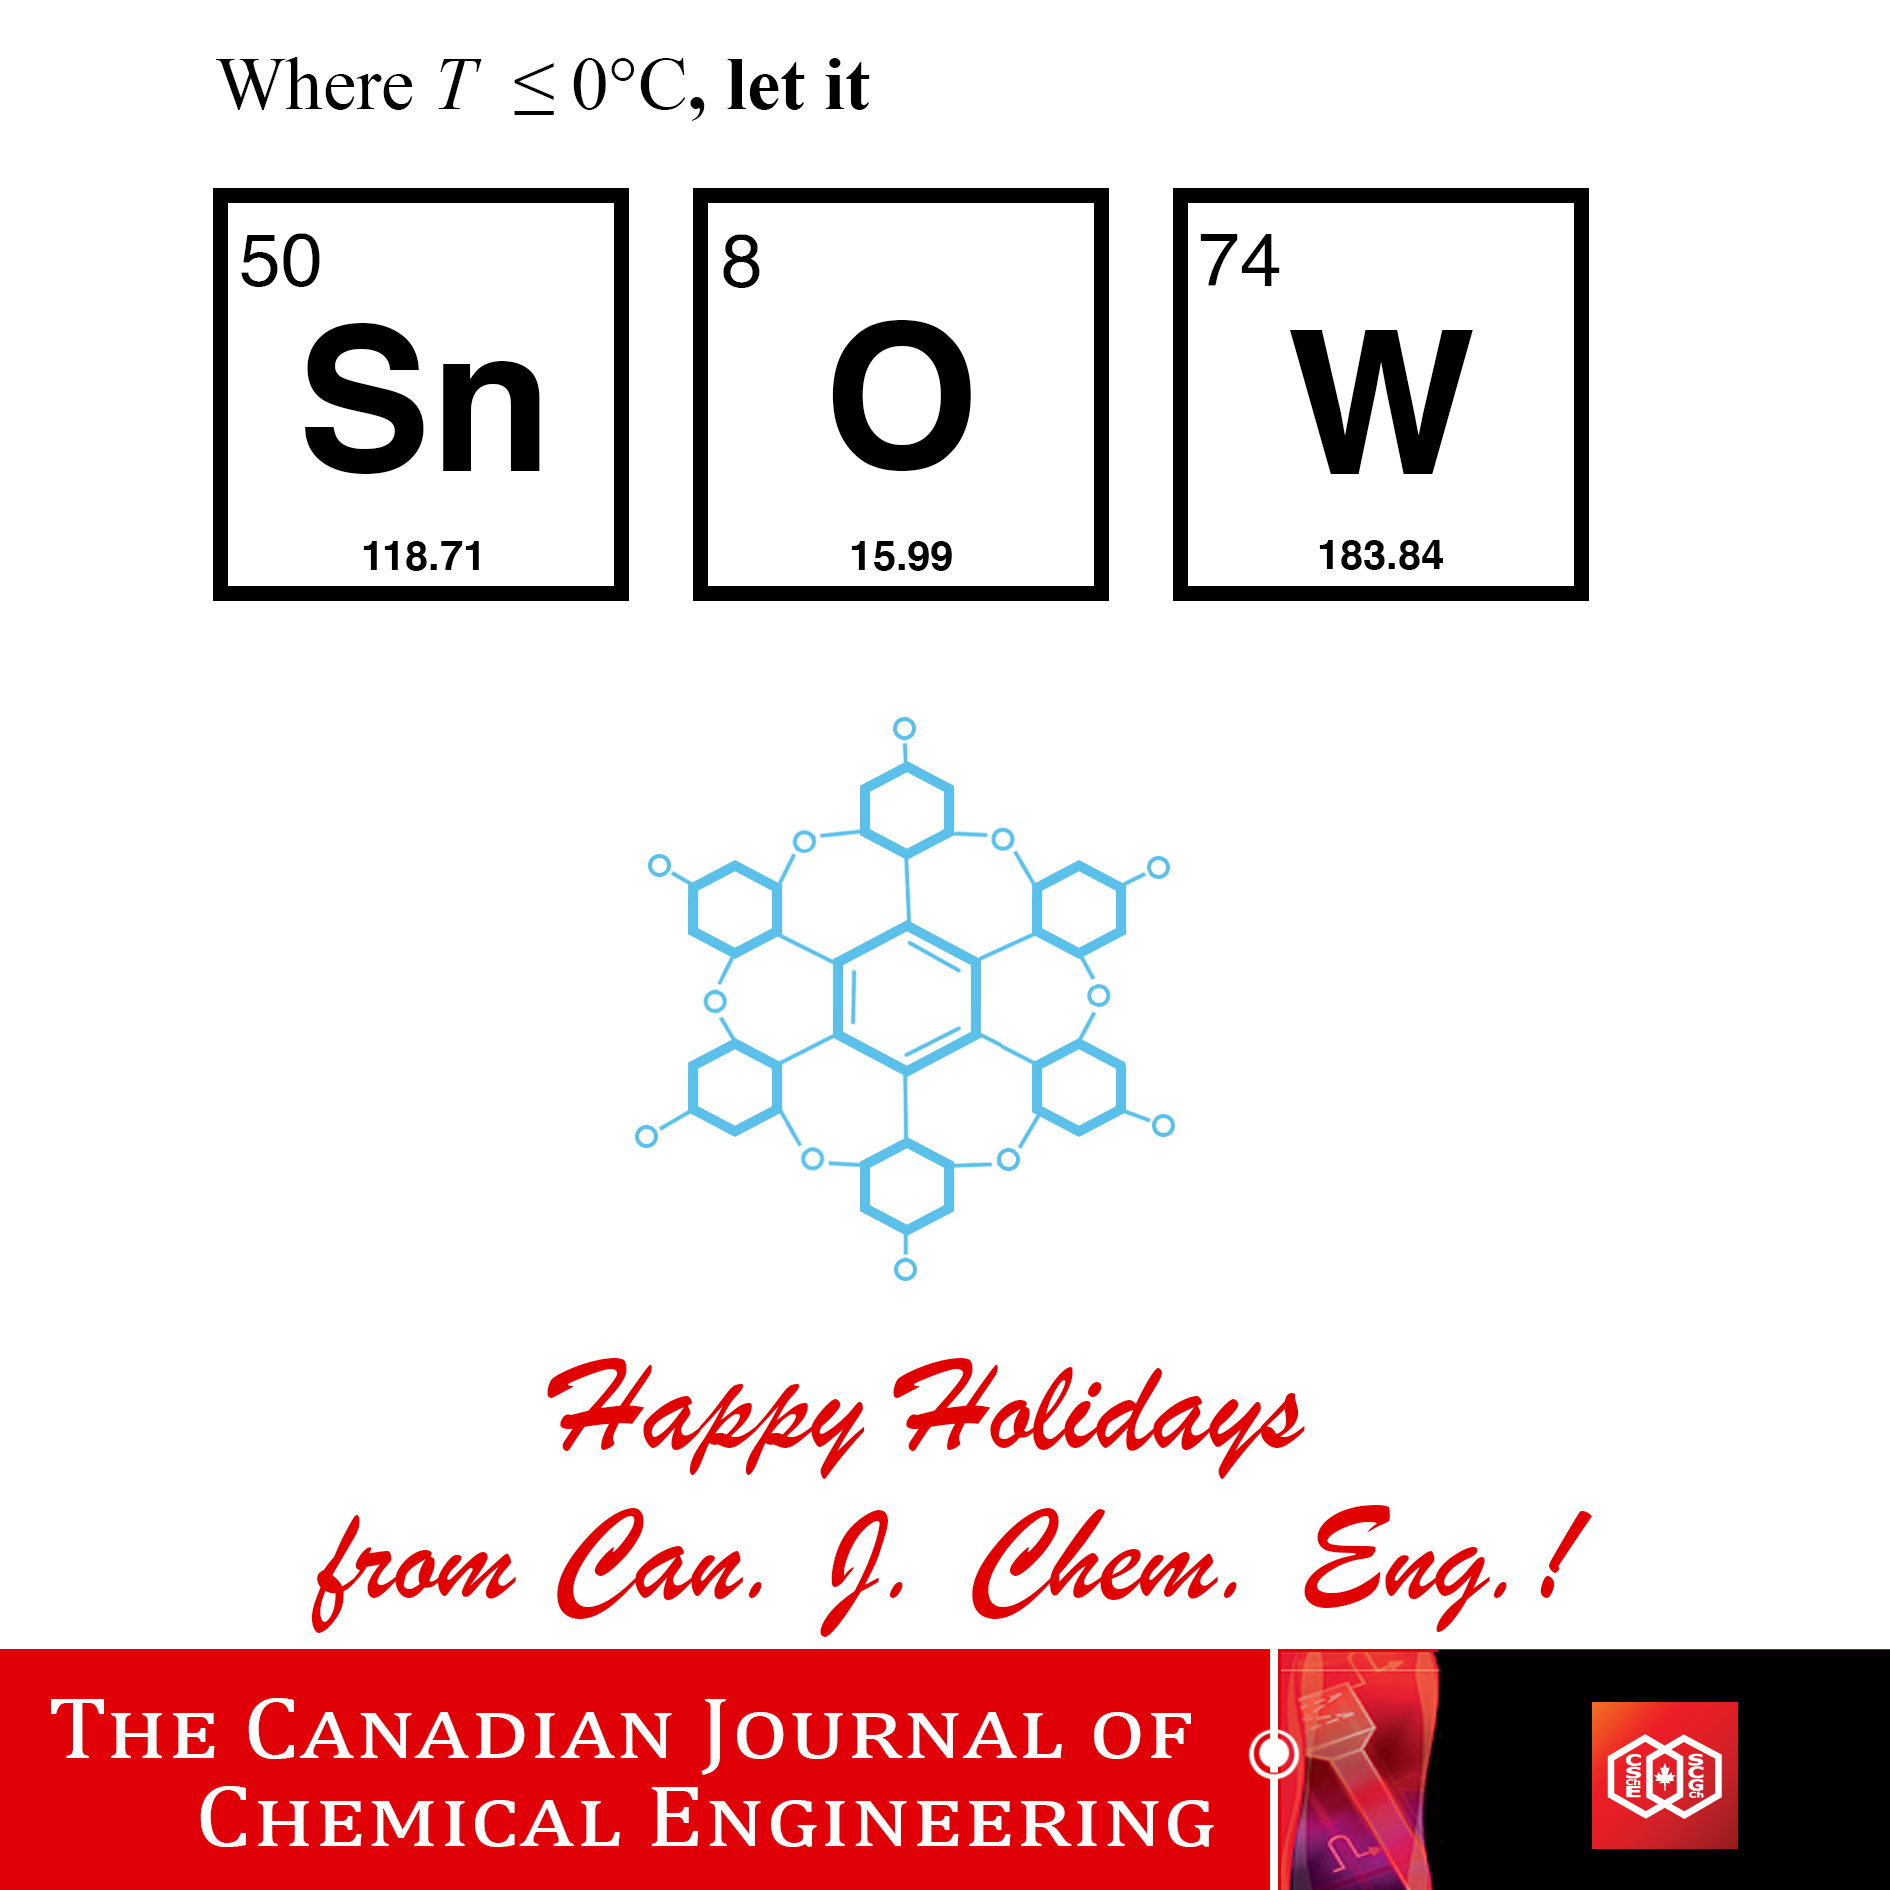 Where T ≤ 0°C, let it
50 8 74
Sn O W
118.71 15.99 183.84
Happy Holidays
from Can. J. Chem. Eng.!
THE CANADIAN JOURNAL OF
CHEMICAL ENGINEERING
CSChE SCGCh